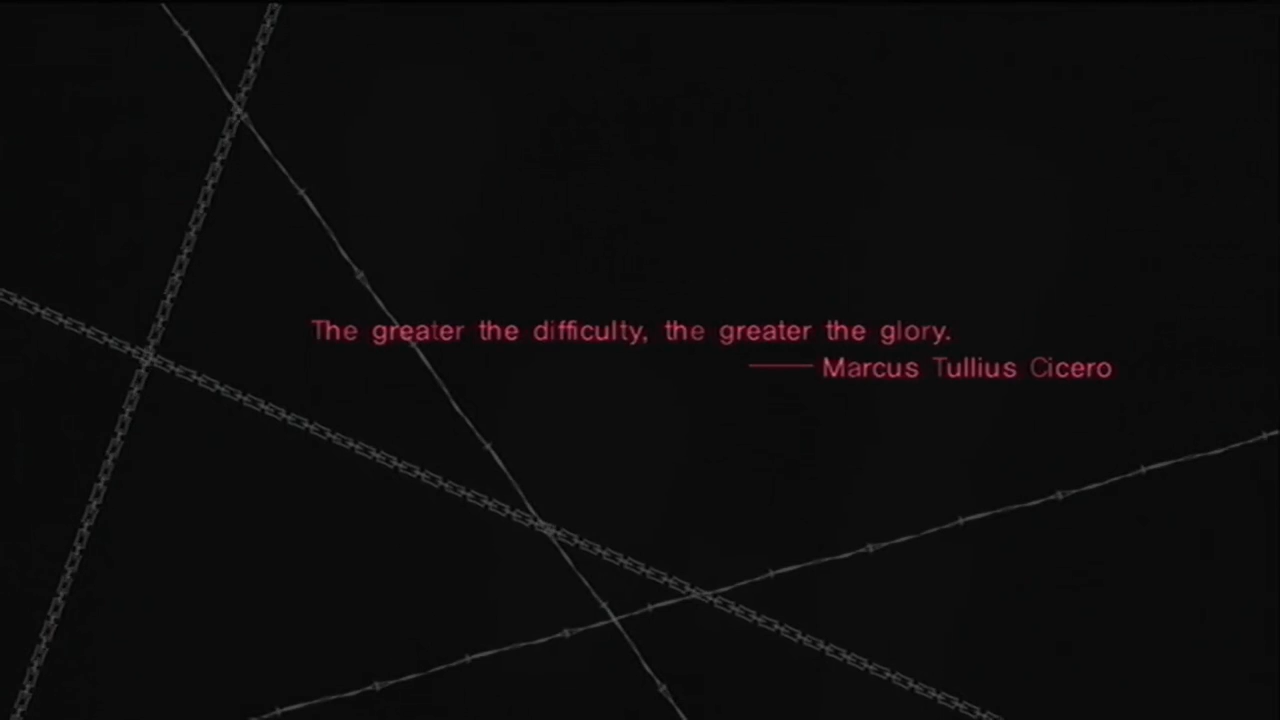 The greater the difficulty, the greater the glory.
—— Marcus Tullius Cicero